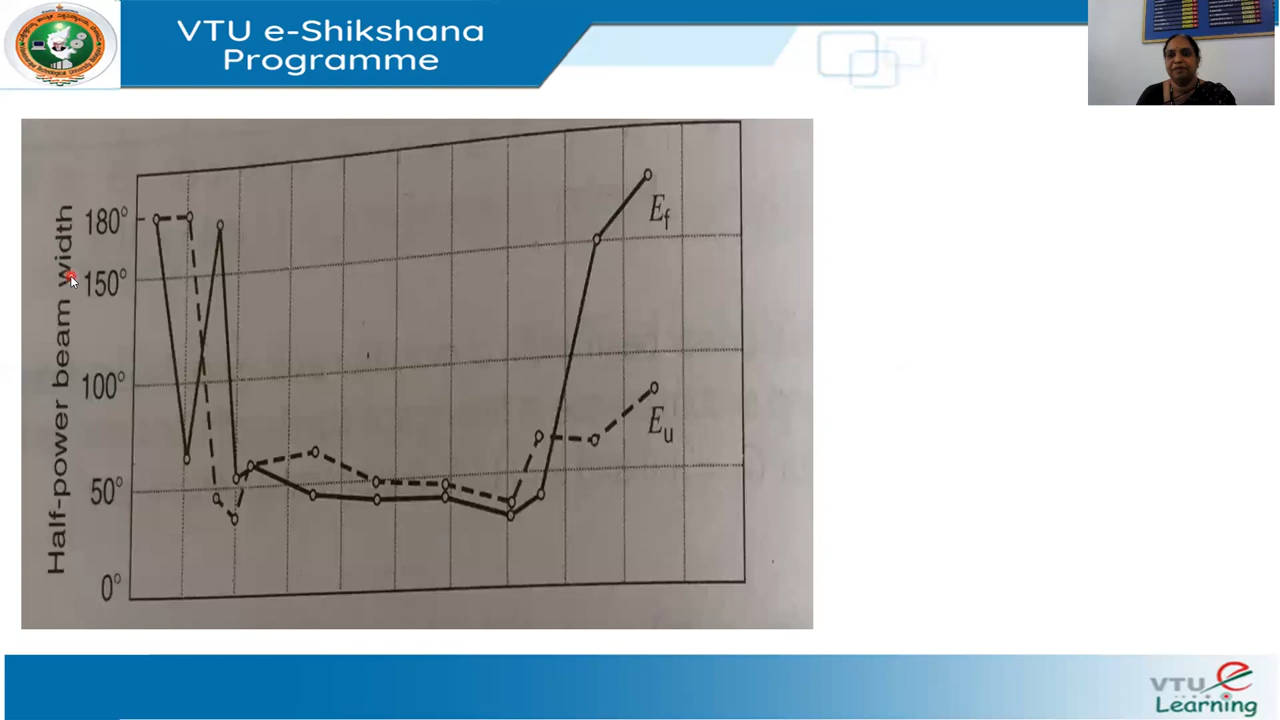 VTU e-Shikshana
Programme
Half-power beam width
180°
150°
100°
50°
0°
Ef
Eu
VTU e
Learning